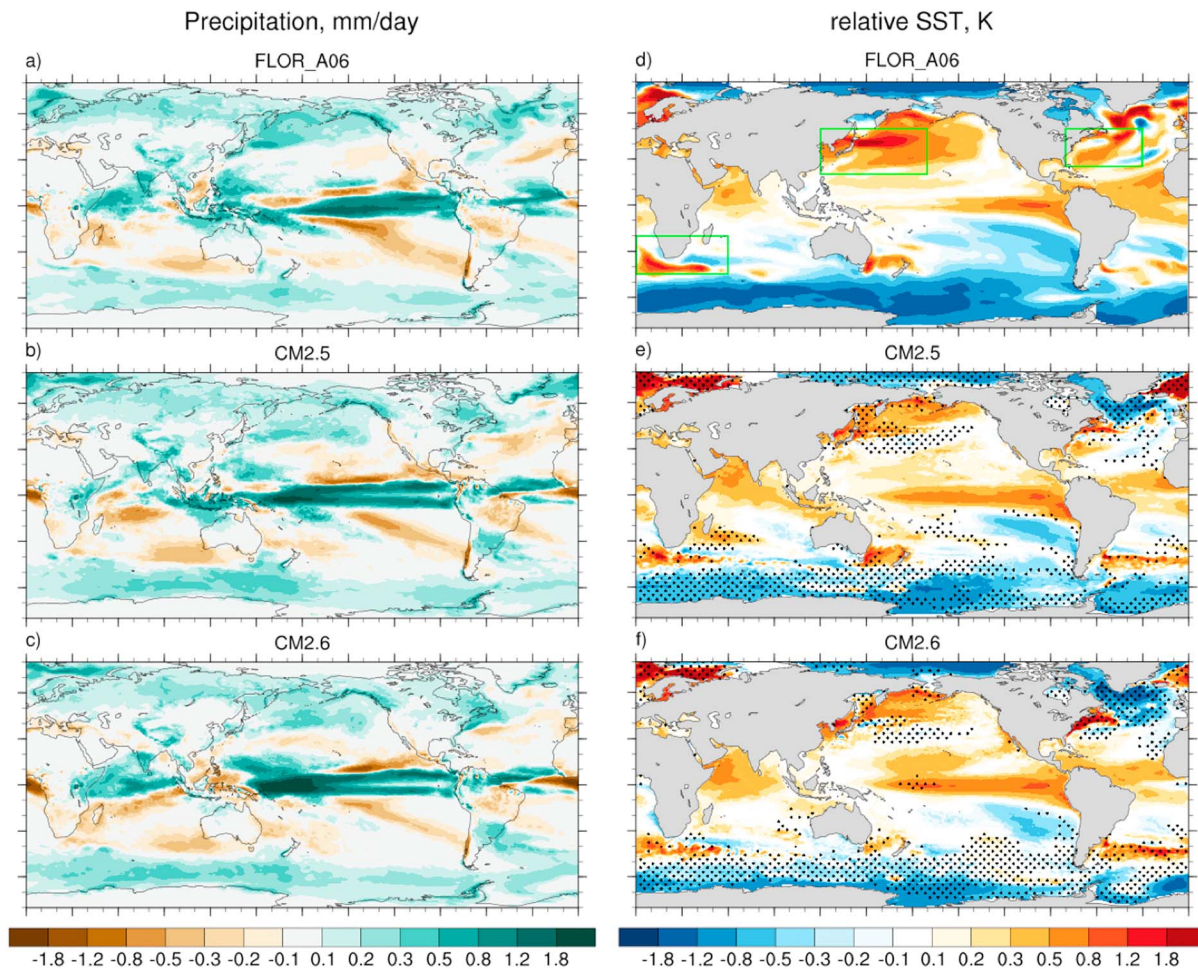 Precipitation, mm/day
relative SST, K
a)
FLOR_A06
d)
FLOR_A06
b)
CM2.5
e)
CM2.5
c)
CM2.6
f)
CM2.6
-1.8 -1.2 -0.8 -0.5 -0.3 -0.2 -0.1 0.1 0.2 0.3 0.5 0.8 1.2 1.8
-1.8 -1.2 -0.8 -0.5 -0.3 -0.2 -0.1 0.1 0.2 0.3 0.5 0.8 1.2 1.8